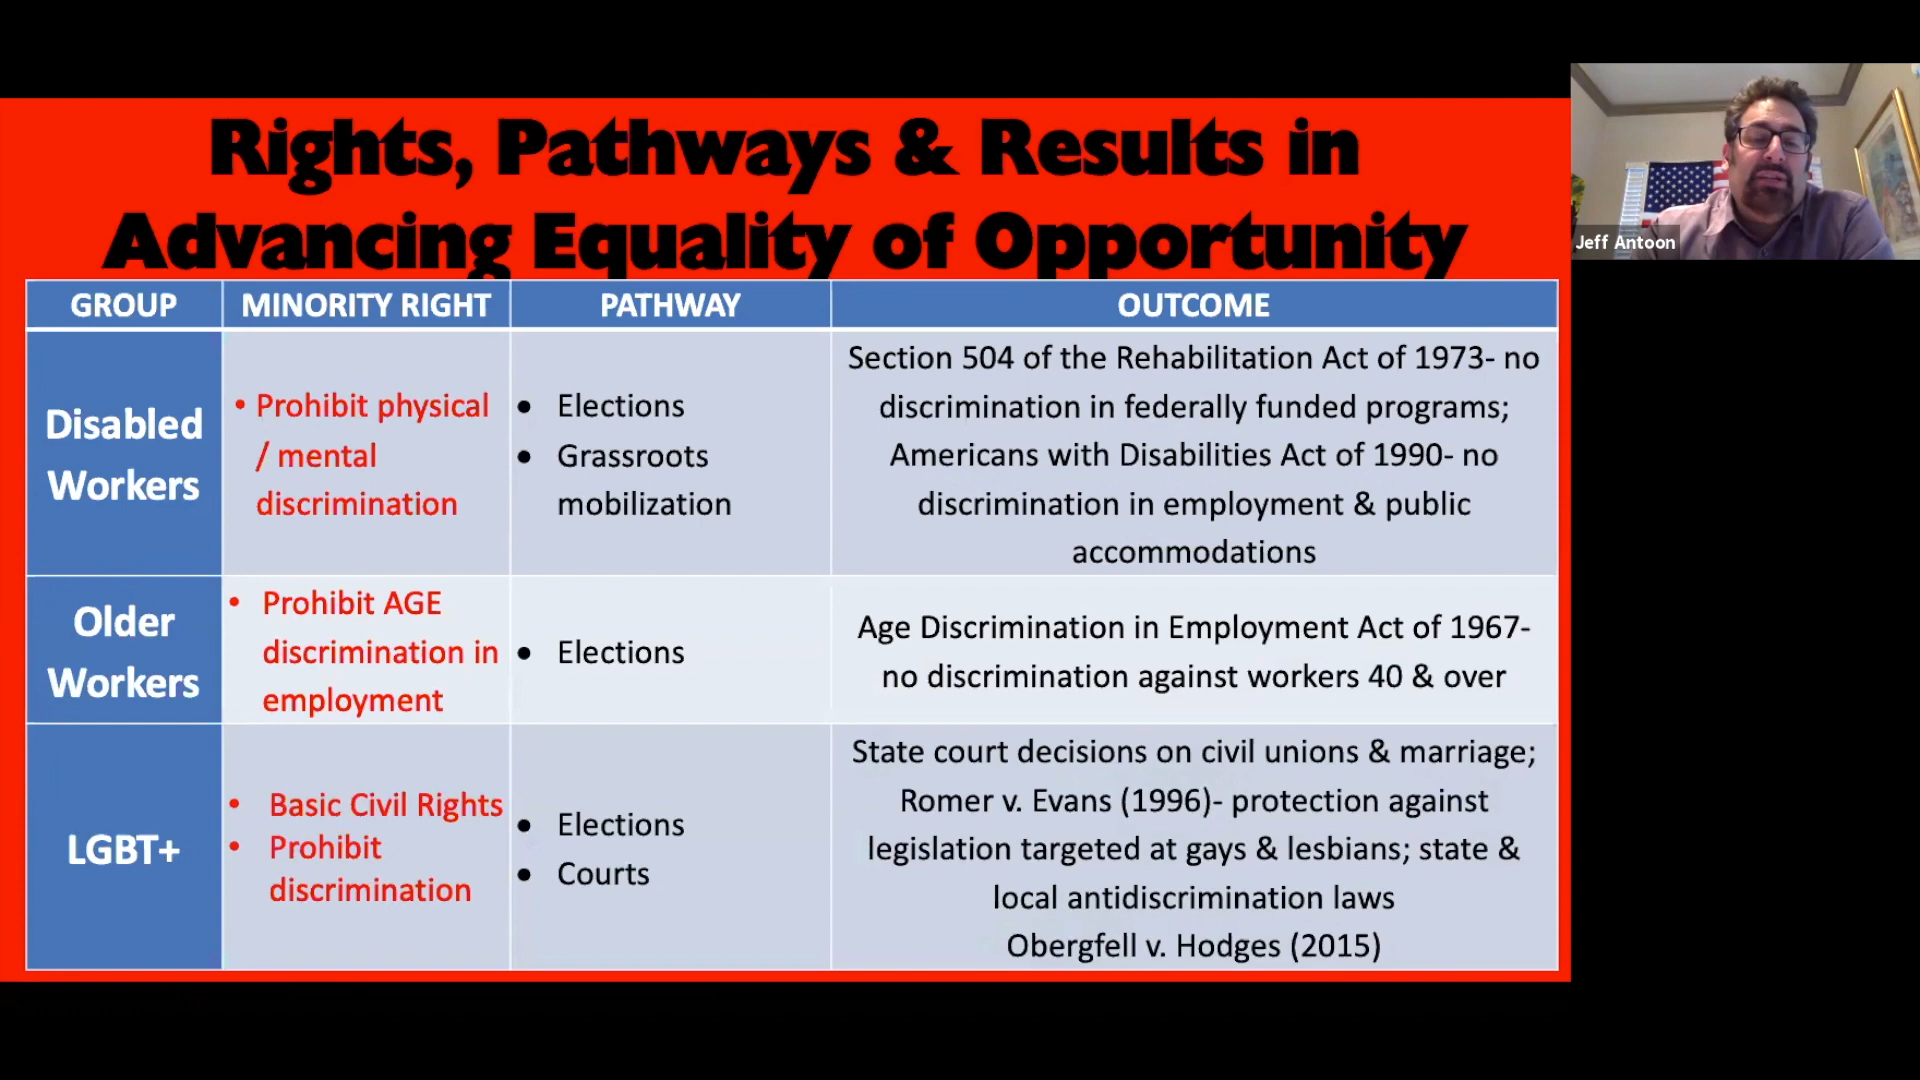 Rights, Pathways & Results in
Advancing Equality of Opportunity
GROUP
MINORITY RIGHT
PATHWAY
OUTCOME
Disabled
Workers
• Prohibit physical
/ mental
discrimination
• Elections
• Grassroots
mobilization
Section 504 of the Rehabilitation Act of 1973- no
discrimination in federally funded programs;
Americans with Disabilities Act of 1990- no
discrimination in employment & public
accommodations
Older
Workers
• Prohibit AGE
discrimination in
employment
• Elections
Age Discrimination in Employment Act of 1967-
no discrimination against workers 40 & over
LGBT+
• Basic Civil Rights
• Prohibit
discrimination
• Elections
• Courts
State court decisions on civil unions & marriage;
Romer v. Evans (1996)- protection against
legislation targeted at gays & lesbians; state &
local antidiscrimination laws
Obergfell v. Hodges (2015)
Jeff Antoon